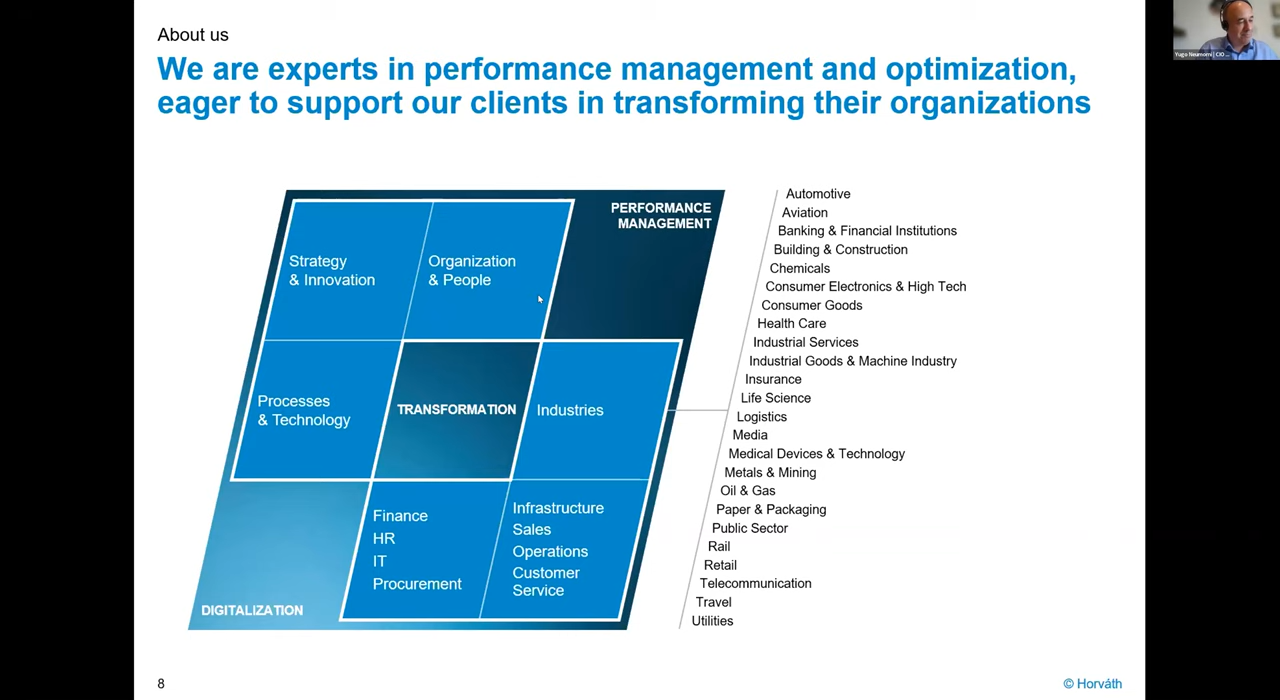 About us
We are experts in performance management and optimization,
eager to support our clients in transforming their organizations
PERFORMANCE
MANAGEMENT
Strategy
& Innovation
Organization
& People
Processes
& Technology
TRANSFORMATION
Industries
Finance
HR
IT
Procurement
Infrastructure
Sales
Operations
Customer
Service
DIGITALIZATION
Automotive
Aviation
Banking & Financial Institutions
Building & Construction
Chemicals
Consumer Electronics & High Tech
Consumer Goods
Health Care
Industrial Services
Industrial Goods & Machine Industry
Insurance
Life Science
Logistics
Media
Medical Devices & Technology
Metals & Mining
Oil & Gas
Paper & Packaging
Public Sector
Rail
Retail
Telecommunication
Travel
Utilities
8
© Horváth